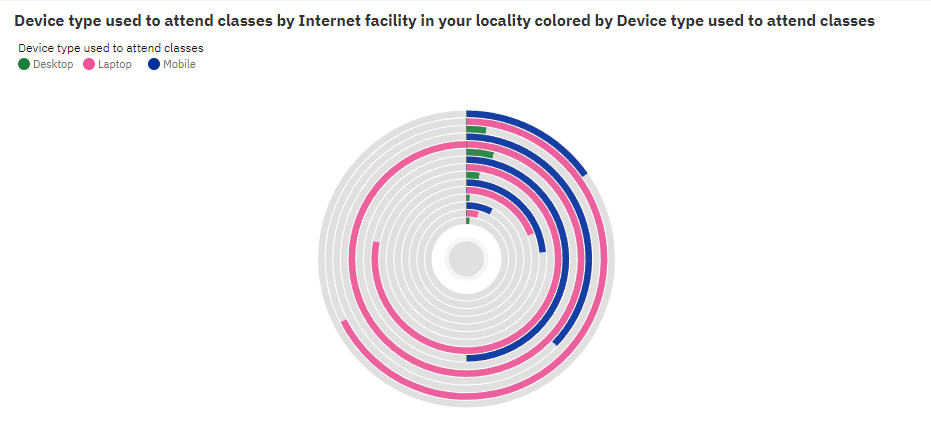 Device type used to attend classes by Internet facility in your locality colored by Device type used to attend classes
Device type used to attend classes
Desktop Laptop Mobile